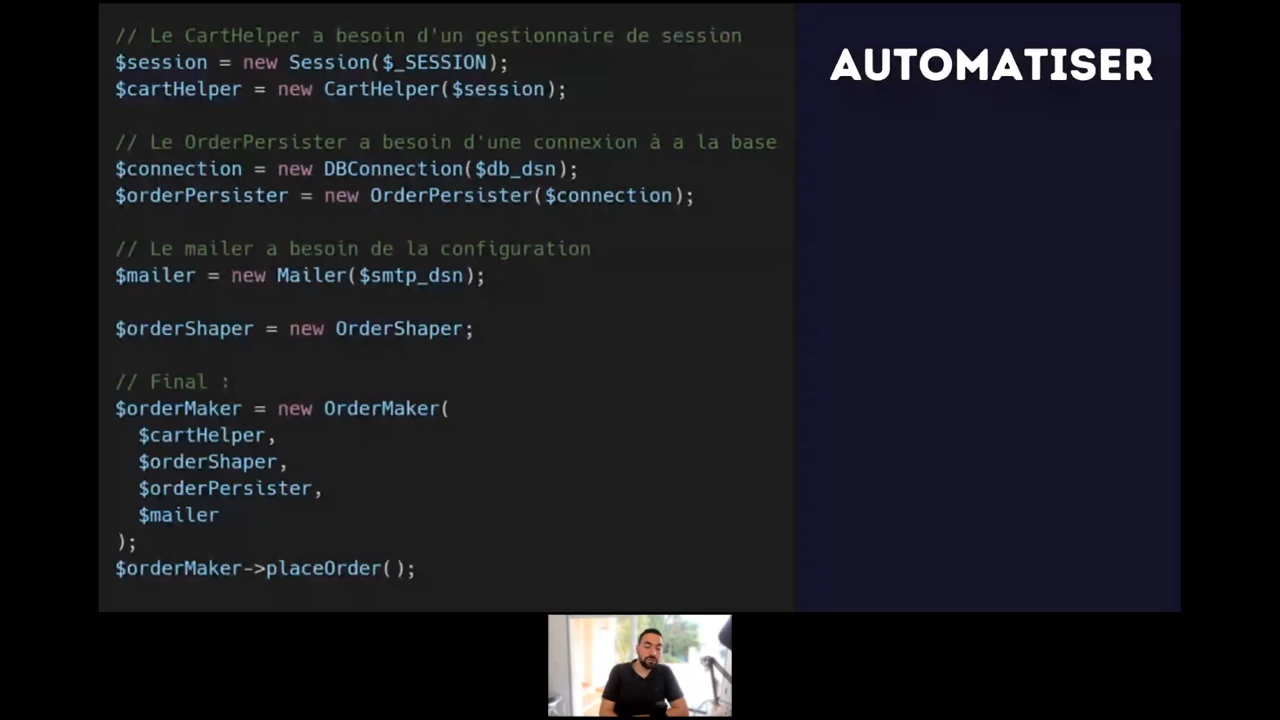 // Le CartHelper a besoin d'un gestionnaire de session
$session = new Session($_SESSION);
$cartHelper = new CartHelper($session);
// Le OrderPersister a besoin d'une connexion à a la base
$connection = new DBConnection($db_dsn);
$orderPersister = new OrderPersister($connection);
// Le mailer a besoin de la configuration
$mailer = new Mailer($smtp_dsn);
$orderShaper = new OrderShaper;
// Final :
$orderMaker = new OrderMaker(
$cartHelper,
$orderShaper,
$orderPersister,
$mailer
);
$orderMaker->placeOrder();
AUTOMATISER